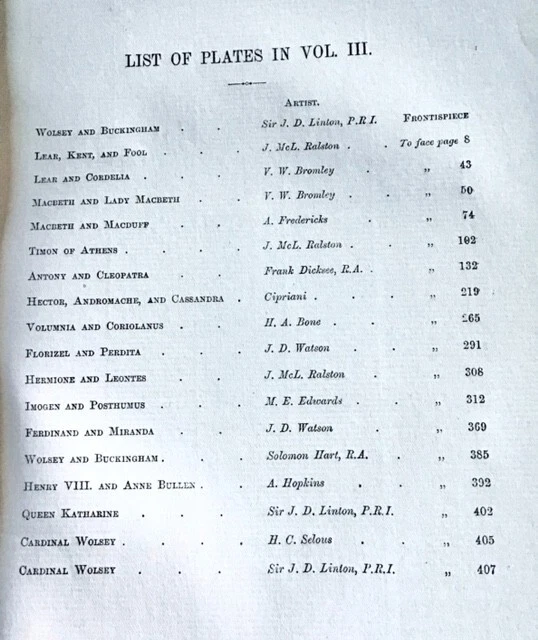 LIST OF PLATES IN VOL. III.
ARTIST.
WOLSEY AND BUCKINGHAM . . Sir J. D. Linton, P.R.I. FRONTISPIECE
LEAR, KENT, AND FOOL . . . J. McL. Ralston . . To face page 8
LEAR AND CORDELIA . . . . V. W. Bromley . . „ 43
MACBETH AND LADY MACBETH . . V. W. Bromley . . „ 50
MACBETH AND MACDUFF . . . A. Fredericks . „ 74
TIMON OF ATHENS . . . . J. McL. Ralston . . „ 102
ANTONY AND CLEOPATRA . . Frank Dicksee, R.A. . „ 132
HECTOR, ANDROMACHE, AND CASSANDRA . Cipriani . . . „ 219
VOLUMNIA AND CORIOLANUS . . H. A. Bone . . „ 265
FLORIZEL AND PERDITA . . . J. D. Watson . . „ 291
HERMIONE AND LEONTES . . J. McL. Ralston . „ 308
IMOGEN AND POSTHUMUS . . . M. E. Edwards . . „ 312
FERDINAND AND MIRANDA . . J. D. Watson . „ 369
WOLSEY AND BUCKINGHAM . . . Solomon Hart, R.A. . „ 385
HENRY VIII. AND ANNE BULLEN . . A. Hopkins . . „ 392
QUEEN KATHARINE . . . Sir J. D. Linton, P.R.I. „ 402
CARDINAL WOLSEY . . . . H. C. Selous . . „ 405
CARDINAL WOLSEY . . . Sir J. D. Linton, P.R.I. „ 407